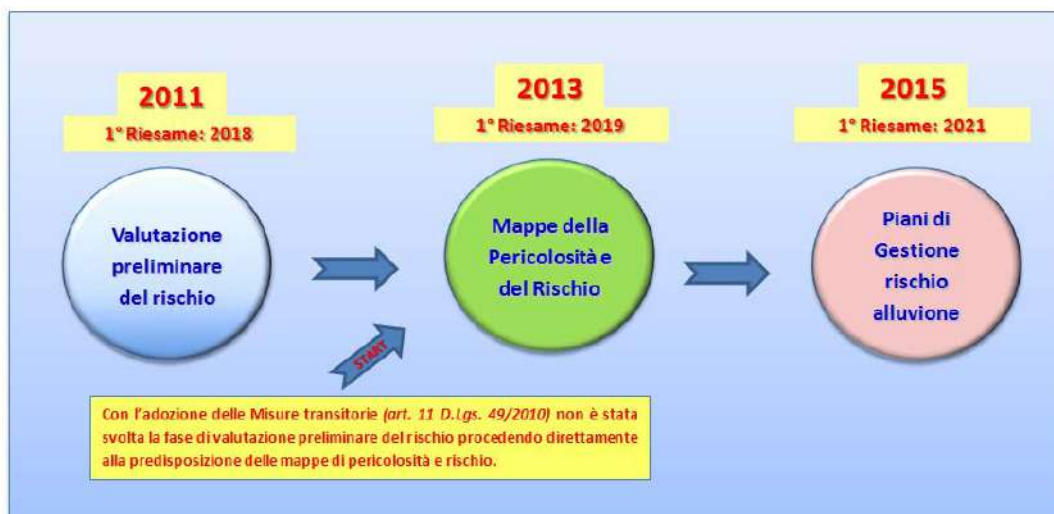 2011
1° Riesame: 2018
2013
1° Riesame: 2019
2015
1° Riesame: 2021
Valutazione
preliminare
del rischio
Mappe della
Pericolosità e
del Rischio
Piani di
Gestione
rischio
alluvione
START
Con l'adozione delle Misure transitorie (art. 11 D.Lgs. 49/2010) non è stata
svolta la fase di valutazione preliminare del rischio procedendo direttamente
alla predisposizione delle mappe di pericolosità e rischio.